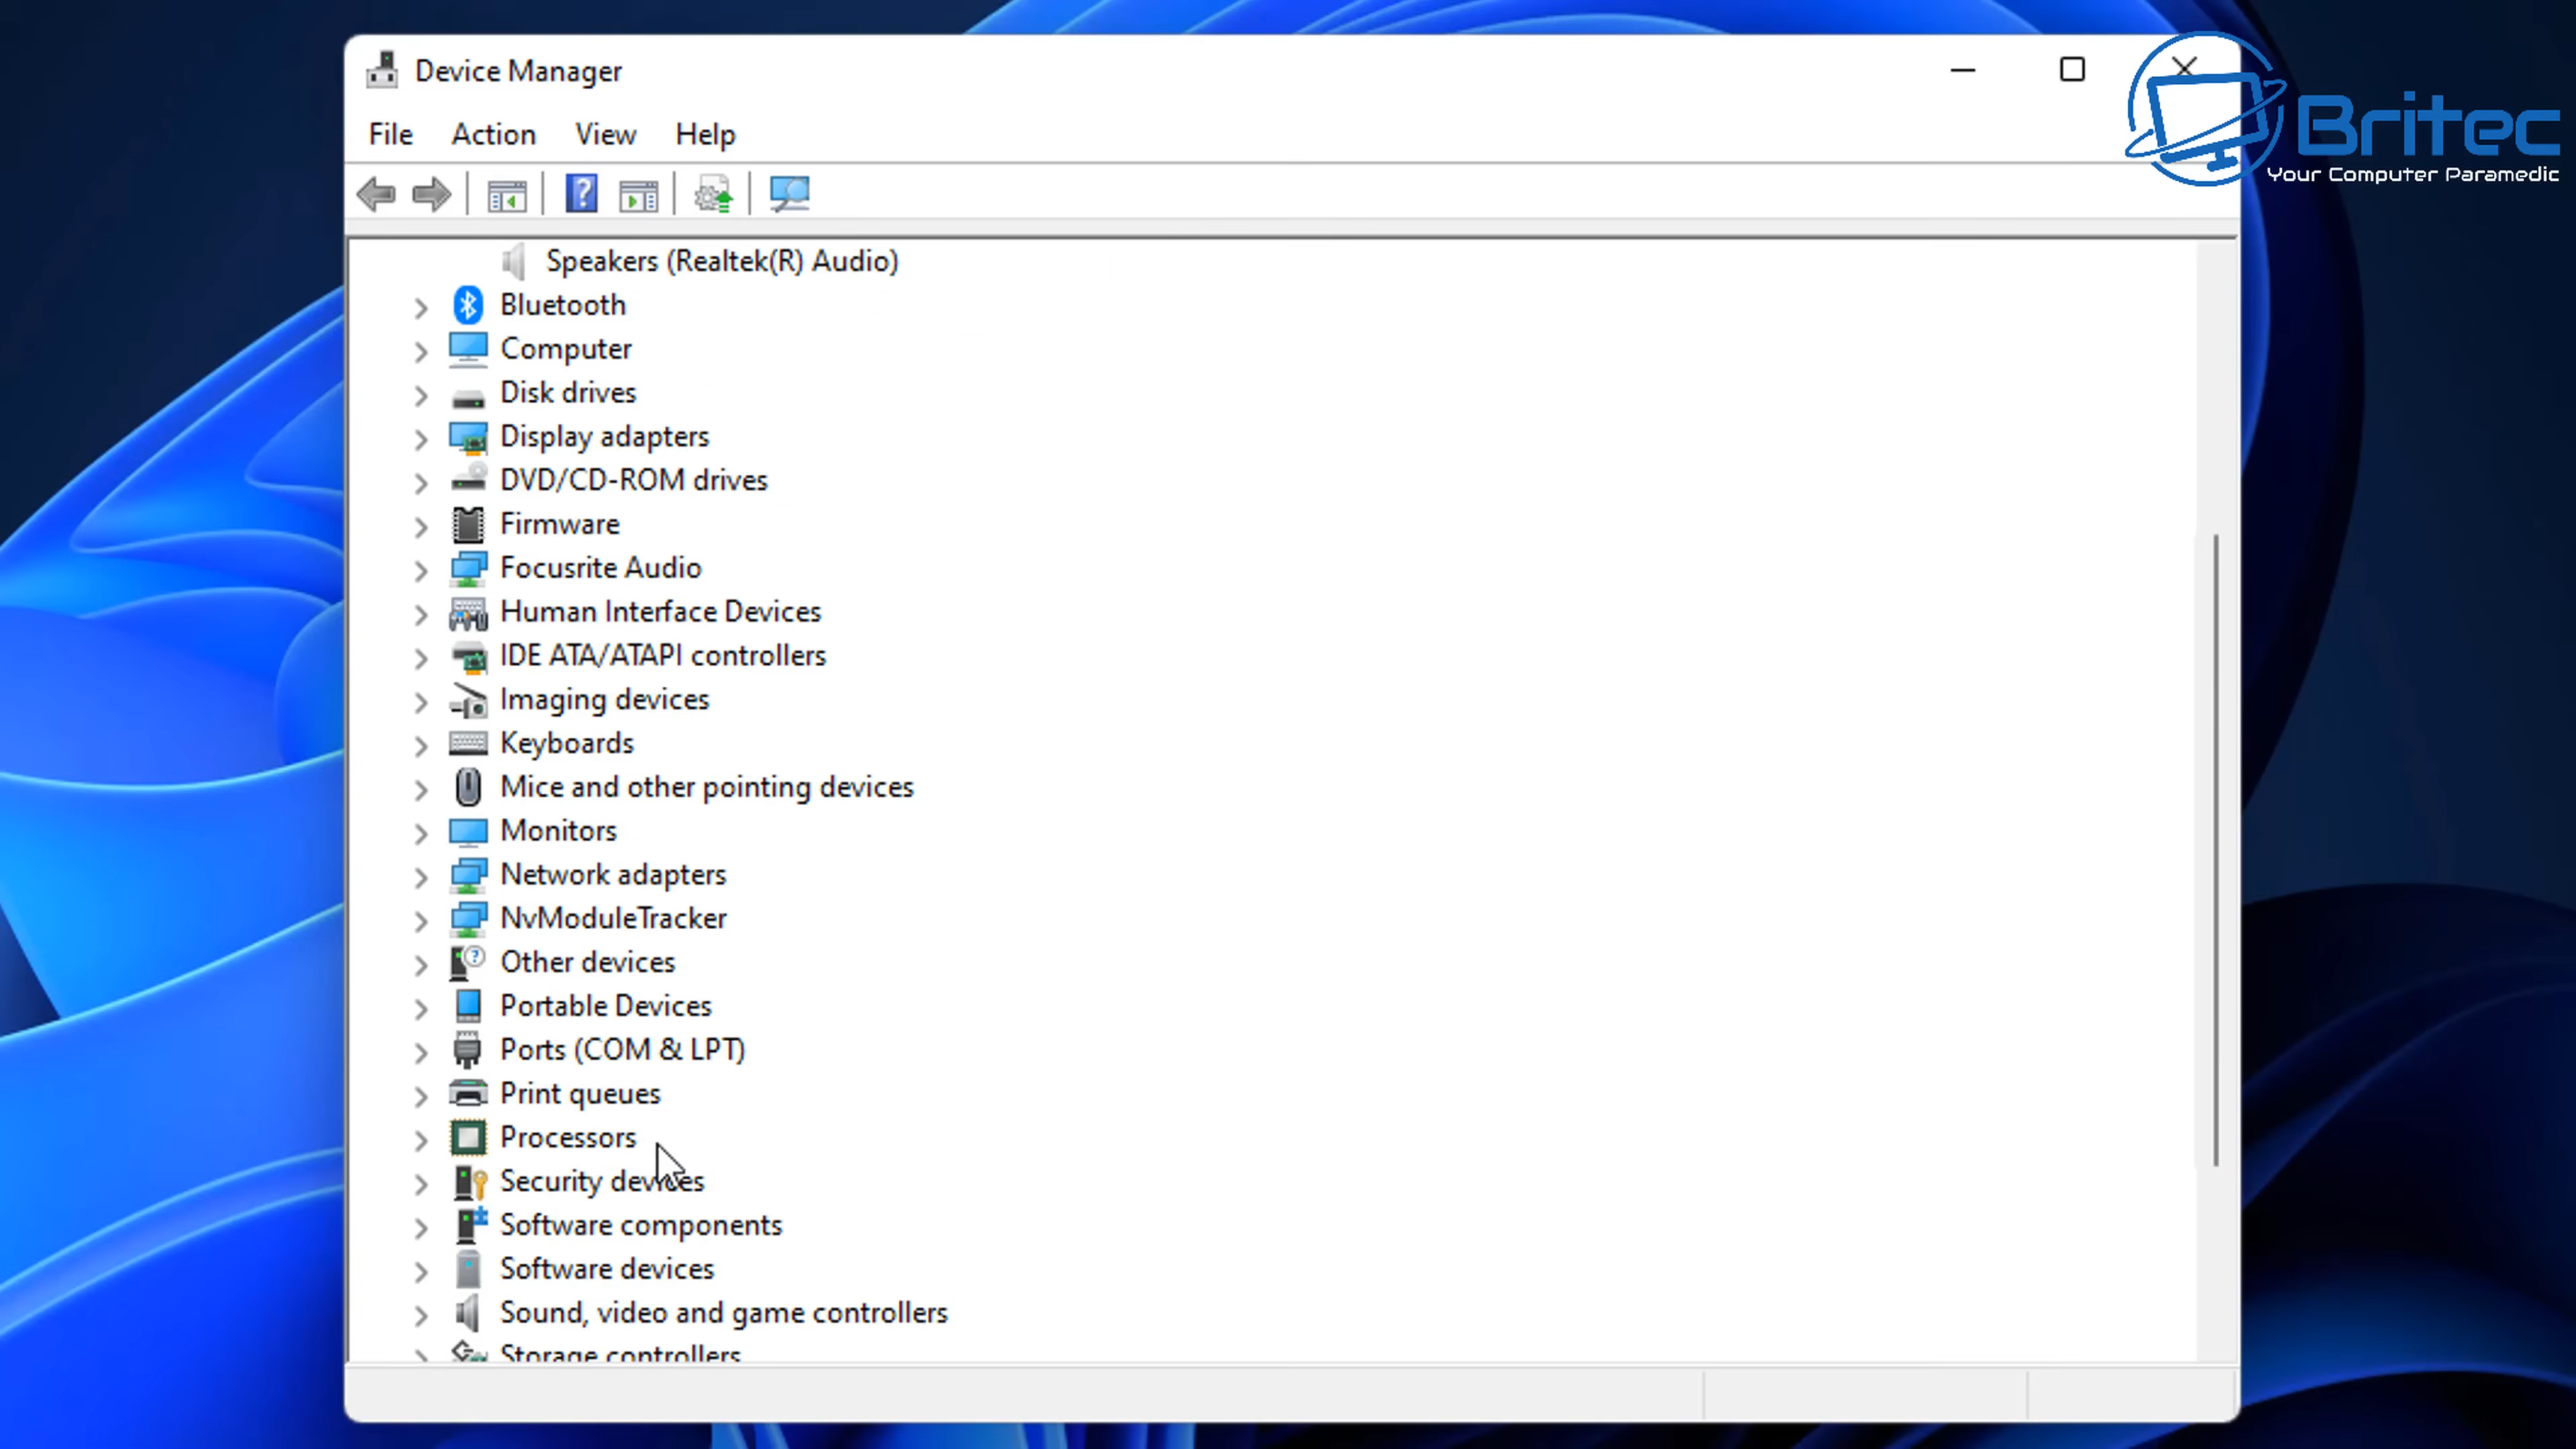 Device Manager
Britec
Your Computer Paramedic
File Action View Help
Speakers (Realtek(R) Audio)
Bluetooth
Computer
Disk drives
Display adapters
DVD/CD-ROM drives
Firmware
Focusrite Audio
Human Interface Devices
IDE ATA/ATAPI controllers
Imaging devices
Keyboards
Mice and other pointing devices
Monitors
Network adapters
NvModuleTracker
Other devices
Portable Devices
Ports (COM & LPT)
Print queues
Processors
Security devices
Software components
Software devices
Sound, video and game controllers
Storage controllers